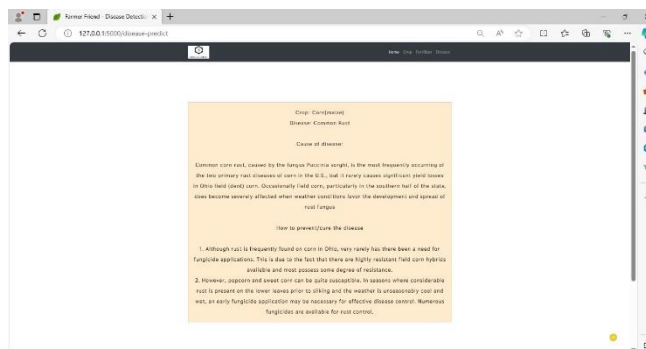 Farmer Friend - Disease Detectio
127.0.0.1:5000/disease-predict
Home Crop Fertilizer Disease
Crop: Corn(maize)
Disease: Common Rust
Cause of disease:
Common corn rust, caused by the fungus Puccinia sorghi, is the most frequently occurring of
the two primary rust diseases of corn in the U.S., but it rarely causes significant yield losses
in Ohio field (dent) corn. Occasionally field corn, particularly in the southern half of the state,
does become severely affected when weather conditions favor the development and spread of
rust fungus
How to prevent/cure the disease
1. Although rust is frequently found on corn in Ohio, very rarely has there been a need for
fungicide applications. This is due to the fact that there are highly resistant field corn hybrids
available and most possess some degree of resistance.
2. However, popcorn and sweet corn can be quite susceptible. In seasons where considerable
rust is present on the lower leaves prior to silking and the weather is unseasonably cool and
wet, an early fungicide application may be necessary for effective disease control. Numerous
fungicides are available for rust control.